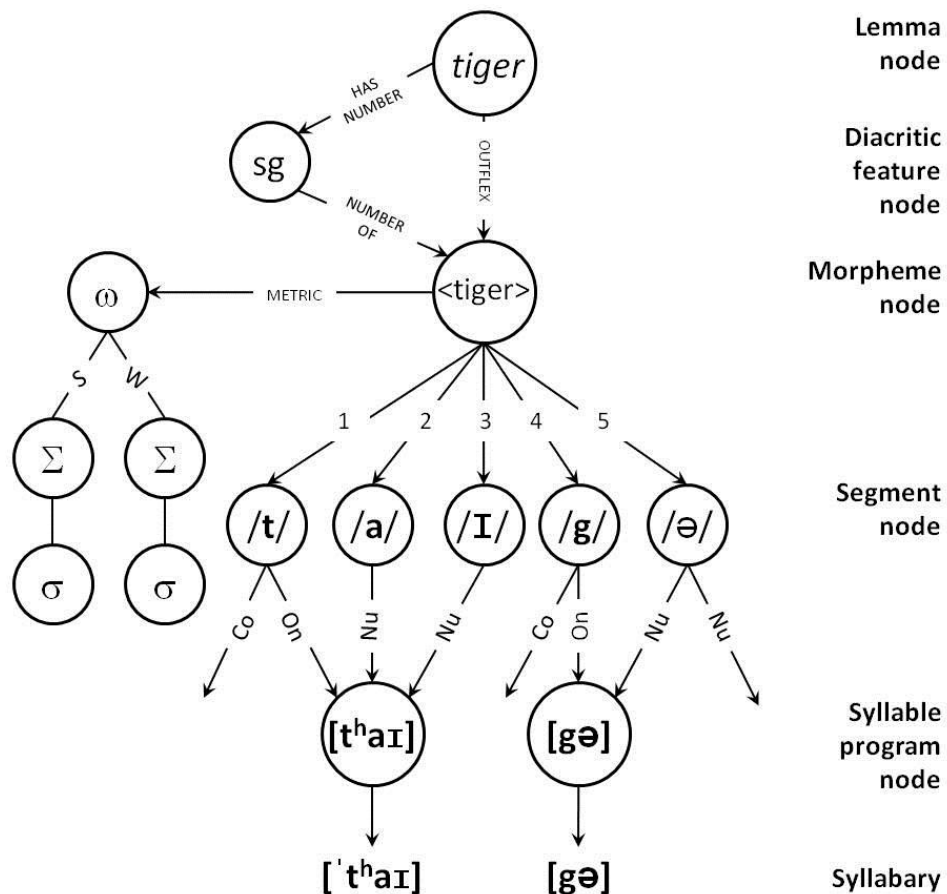 tiger
Lemma
node
HAS
NUMBER
sg
OUTFLEX
Diacritic
feature
node
NUMBER
OF
ω
METRIC
<tiger>
Morpheme
node
S
W
1
2
3
4
5
Σ
Σ
/t/
/a/
/ɪ/
/g/
/ə/
Segment
node
σ
σ
Co
On
Nu
Nu
Co
On
Nu
Nu
[tʰaɪ]
[gə]
Syllable
program
node
[ˈtʰaɪ]
[gə]
Syllabary